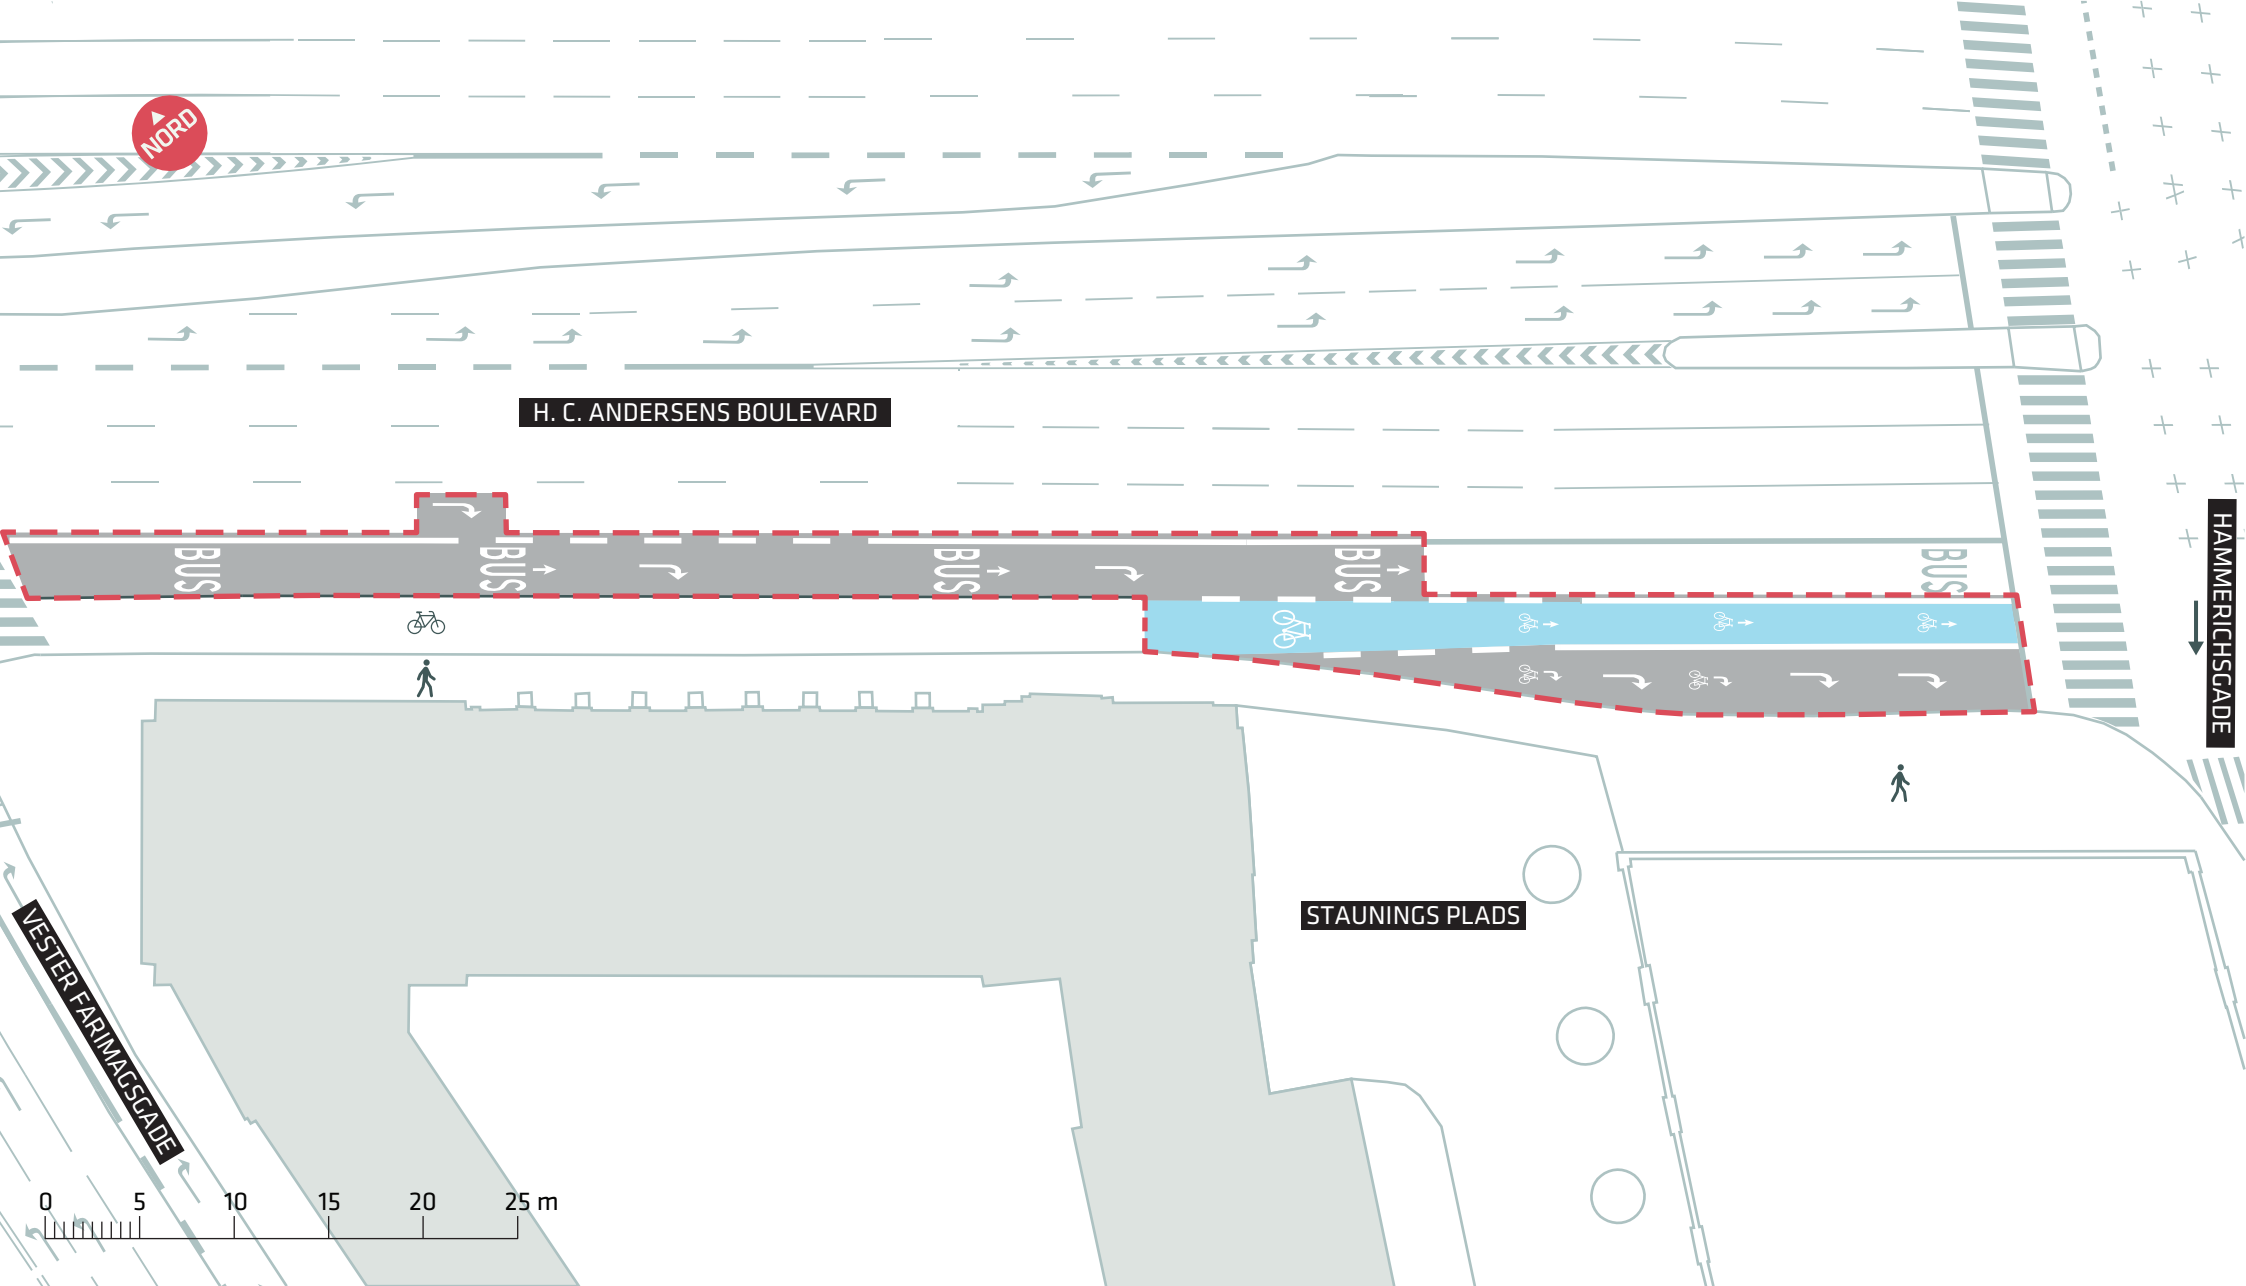 NORD
H. C. ANDERSENS BOULEVARD
BUS
BUS
BUS
BUS
BUS
HAMMERICHSGADE
STAUNINGS PLADS
VESTER FARIMAGSGADE
0 5 10 15 20 25 m